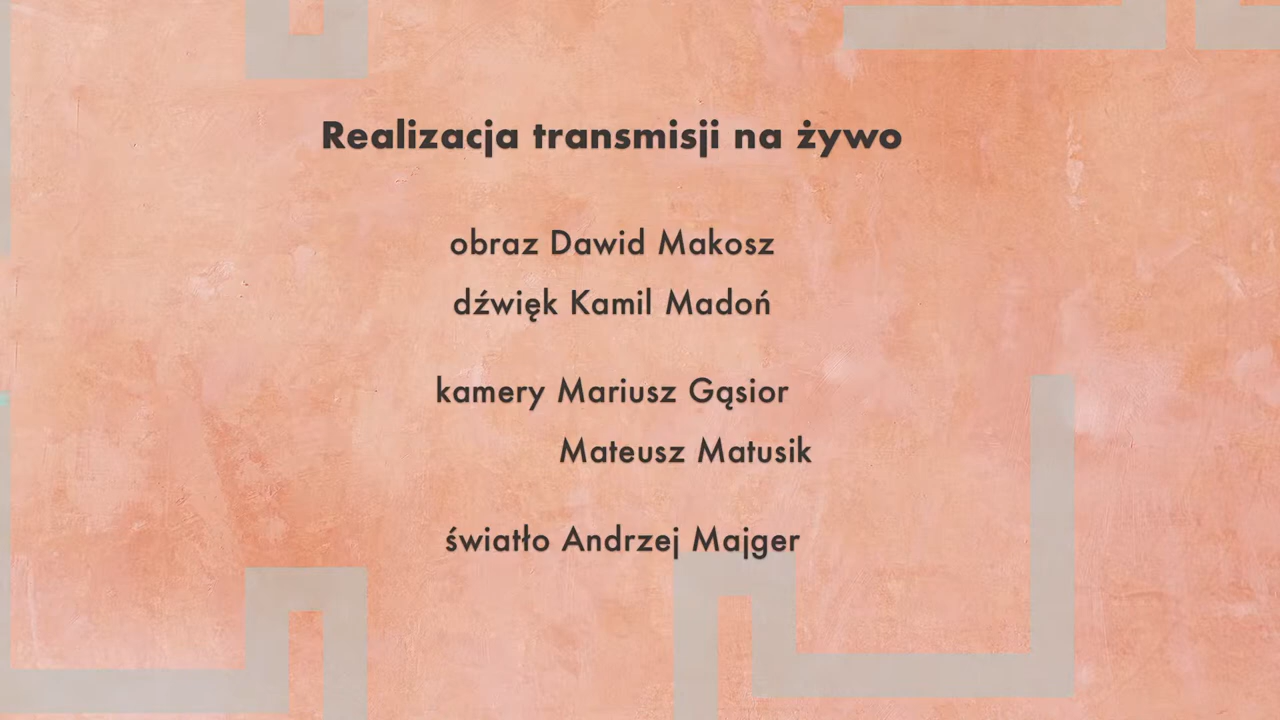 Realizacja transmisji na żywo
obraz Dawid Makosz
dźwięk Kamil Madoń
kamery Mariusz Gąsior
Mateusz Matusik
światło Andrzej Majger